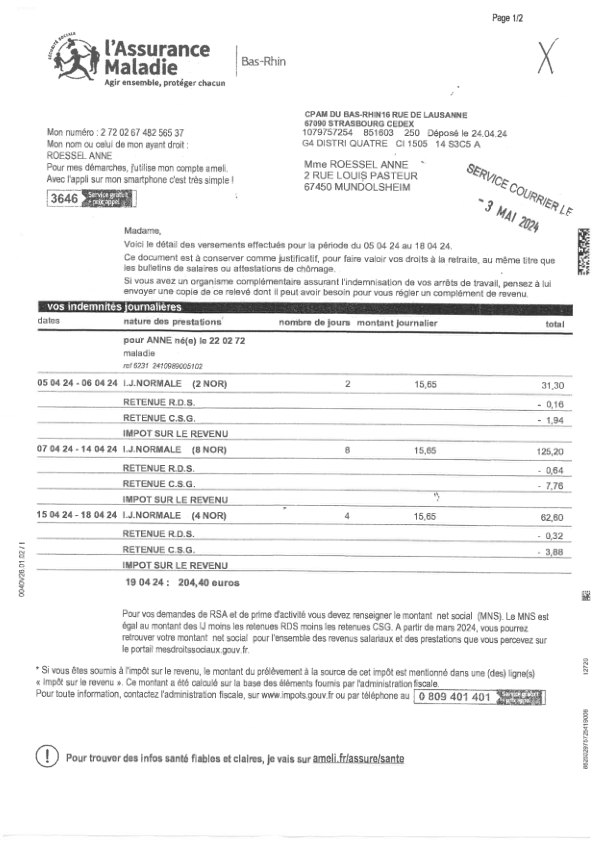 Page 1/2
SÉCURITÉ SOCIALE
l'Assurance
Maladie
Agir ensemble, protéger chacun
Bas-Rhin
X
CPAM DU BAS-RHIN16 RUE DE LAUSANNE
67090 STRASBOURG CEDEX
1079757254 851603 250 Déposé le 24.04.24
G4 DISTRI QUATRE CI 1505 14 S3C5 A
Mon numéro : 2 72 02 67 482 565 37
Mon nom ou celui de mon ayant droit :
ROESSEL ANNE
Pour mes démarches, j'utilise mon compte ameli.
Avec l'appli sur mon smartphone c'est très simple !
3646 Service gratuit + prix appel
Mme ROESSEL ANNE
2 RUE LOUIS PASTEUR
67450 MUNDOLSHEIM
SERVICE COURRIER LE
- 3 MAI 2024
Madame,
Voici le détail des versements effectués pour la période du 05 04 24 au 18 04 24.
Ce document est à conserver comme justificatif, pour faire valoir vos droits à la retraite, au même titre que
les bulletins de salaires ou attestations de chômage.
Si vous avez un organisme complémentaire assurant l'indemnisation de vos arrêts de travail, pensez à lui
envoyer une copie de ce relevé dont il peut avoir besoin pour vous régler un complément de revenu.
vos indemnités journalières
dates nature des prestations nombre de jours montant journalier total
pour ANNE né(e) le 22 02 72
maladie
ref 6231 2410989005102
05 04 24 - 06 04 24 I.J.NORMALE (2 NOR) 2 15,65 31,30
RETENUE R.D.S. - 0,16
RETENUE C.S.G. - 1,94
IMPOT SUR LE REVENU
07 04 24 - 14 04 24 I.J.NORMALE (8 NOR) 8 15,65 125,20
RETENUE R.D.S. - 0,64
RETENUE C.S.G. - 7,76
IMPOT SUR LE REVENU
15 04 24 - 18 04 24 I.J.NORMALE (4 NOR) 4 15,65 62,60
RETENUE R.D.S. - 0,32
RETENUE C.S.G. - 3,88
IMPOT SUR LE REVENU
19 04 24 : 204,40 euros
Pour vos demandes de RSA et de prime d'activité vous devez renseigner le montant net social (MNS). Le MNS est
égal au montant des IJ moins les retenues RDS moins les retenues CSG. A partir de mars 2024, vous pourrez
retrouver votre montant net social pour l'ensemble des revenus salariaux et des prestations que vous percevez sur
le portail mesdroitssociaux.gouv.fr.
* Si vous êtes soumis à l'impôt sur le revenu, le montant du prélèvement à la source de cet impôt est mentionné dans une (des) ligne(s)
« Impôt sur le revenu ». Ce montant a été calculé sur la base des éléments fournis par l'administration fiscale.
Pour toute information, contactez l'administration fiscale, sur www.impots.gouv.fr ou par téléphone au 0 809 401 401 Service gratuit + prix appel
Pour trouver des infos santé fiables et claires, je vais sur ameli.fr/assure/sante
12720